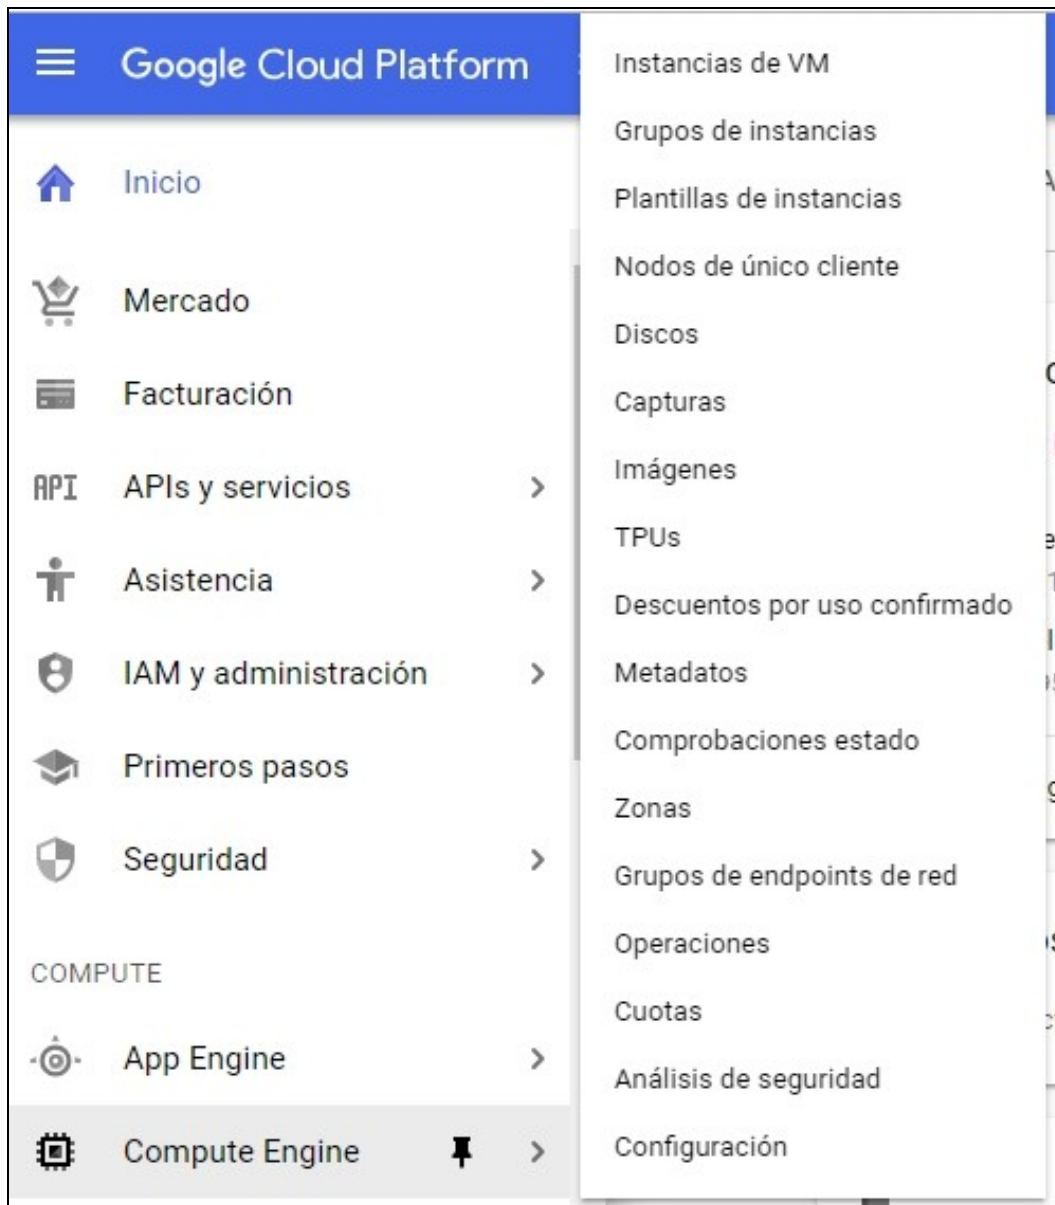 Google Cloud Platform
Inicio
Mercado
Facturación
API APIs y servicios
Asistencia
IAM y administración
Primeros pasos
Seguridad
COMPUTE
App Engine
Compute Engine
Instancias de VM
Grupos de instancias
Plantillas de instancias
Nodos de único cliente
Discos
Capturas
Imágenes
TPUs
Descuentos por uso confirmado
Metadatos
Comprobaciones estado
Zonas
Grupos de endpoints de red
Operaciones
Cuotas
Análisis de seguridad
Configuración